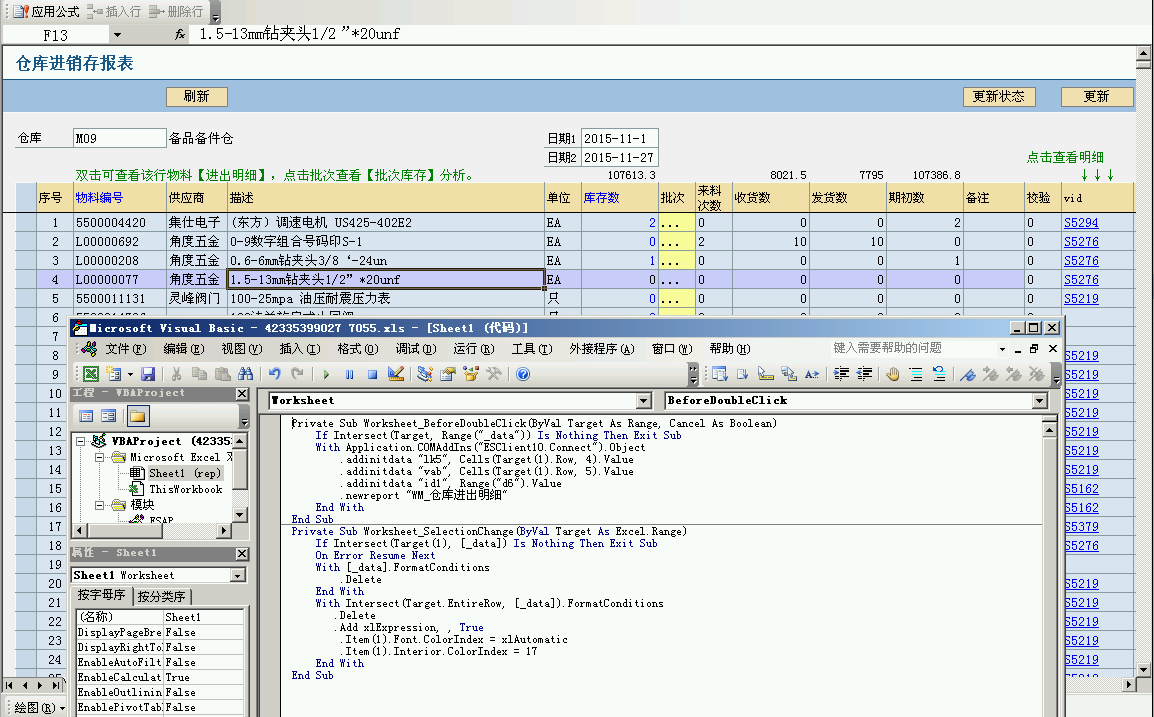 应用公式 插入行 删除行
F13 fx 1.5-13mm钻夹头1/2 ”*20unf
仓库进销存报表
刷新 更新状态 更新
仓库 M09 备品备件仓 日期1 2015-11-1
日期2 2015-11-27
点击查看明细
双击可查看该行物料【进出明细】，点击批次查看【批次库存】分析。 107613.3 8021.5 7795 107386.8 ↓ ↓ ↓
序号 物料编号 供应商 描述 单位 库存数 批次 来料次数 收货数 发货数 期初数 备注 校验 vid
1 5500004420 集仕电子 (东方) 调速电机 US425-402E2 EA 2 ... 0 0 0 2 0 S5294
2 L00000692 角度五金 0-9数字组合号码印S-1 EA 0 ... 2 10 10 0 0 S5276
3 L00000208 角度五金 0.6-6mm钻夹头3/8‘-24un EA 1 ... 0 0 0 1 0 S5276
4 L00000077 角度五金 1.5-13mm钻夹头1/2”*20unf EA 0 ... 0 0 0 0 0 S5276
5 5500011131 灵峰阀门 100-25mpa 油压耐震压力表 只 0 ... 0 0 0 0 0 S5219
6
7
8 S5219
9 S5219
10 S5219
11 S5219
12 S5219
13 S5219
14 S5219
15 S5162
16 S5162
17 S5379
18 S5276
19
20 S5219
21 S5219
22 S5219
23 S5219
24 S5219
绘图(R)
Microsoft Visual Basic - 42335399027 7055.xls - [Sheet1 (代码)]
文件(F) 编辑(E) 视图(V) 插入(I) 格式(O) 调试(D) 运行(R) 工具(T) 外接程序(A) 窗口(W) 帮助(H) 键入需要帮助的问题
工程 - VBAProject
VBAProject (42335
Microsoft Excel
Sheet1 (rep)
ThisWorkbook
模块
ESAP
属性 - Sheet1
Sheet1 Worksheet
按字母序 按分类序
(名称) Sheet1
DisplayPageBre False
DisplayRightTo False
EnableAutoFilt False
EnableCalculat True
EnableOutlinin False
EnablePivotTab False
Worksheet BeforeDoubleClick
Private Sub Worksheet_BeforeDoubleClick(ByVal Target As Range, Cancel As Boolean)
If Intersect(Target, Range("_data")) Is Nothing Then Exit Sub
With Application.COMAddIns("ESClient10.Connect").Object
.addinitdata "lk5", Cells(Target(1).Row, 4).Value
.addinitdata "vab", Cells(Target(1).Row, 5).Value
.addinitdata "id1", Range("d6").Value
.newreport "WM_仓库进出明细"
End With
End Sub
Private Sub Worksheet_SelectionChange(ByVal Target As Excel.Range)
If Intersect(Target(1), [_data]) Is Nothing Then Exit Sub
On Error Resume Next
With [_data].FormatConditions
.Delete
End With
With Intersect(Target.EntireRow, [_data]).FormatConditions
.Delete
.Add xlExpression, , True
.Item(1).Font.ColorIndex = xlAutomatic
.Item(1).Interior.ColorIndex = 17
End With
End Sub